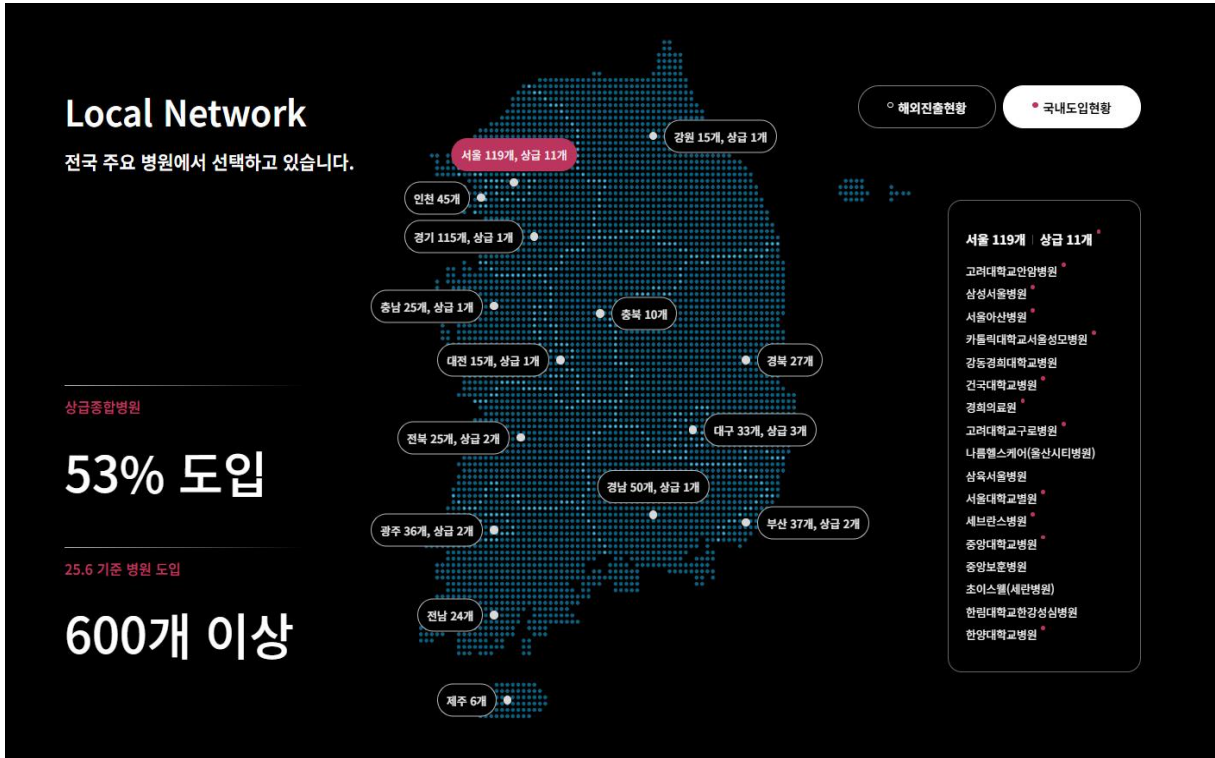 Local Network
전국 주요 병원에서 선택하고 있습니다.
해외진출현황
국내도입현황
강원 15개, 상급 1개
서울 119개, 상급 11개
인천 45개
경기 115개, 상급 1개
충남 25개, 상급 1개
충북 10개
대전 15개, 상급 1개
경북 27개
전북 25개, 상급 2개
대구 33개, 상급 3개
경남 50개, 상급 1개
광주 36개, 상급 2개
부산 37개, 상급 2개
전남 24개
제주 6개
상급종합병원
53% 도입
25.6 기준 병원 도입
600개 이상
서울 119개 | 상급 11개
고려대학교안암병원
삼성서울병원
서울아산병원
카톨릭대학교서울성모병원
강동경희대학교병원
건국대학교병원
경희의료원
고려대학교구로병원
나름헬스케어(울산시티병원)
삼육서울병원
서울대학교병원
세브란스병원
중앙대학교병원
중앙보훈병원
초이스웰(세란병원)
한림대학교한강성심병원
한양대학교병원